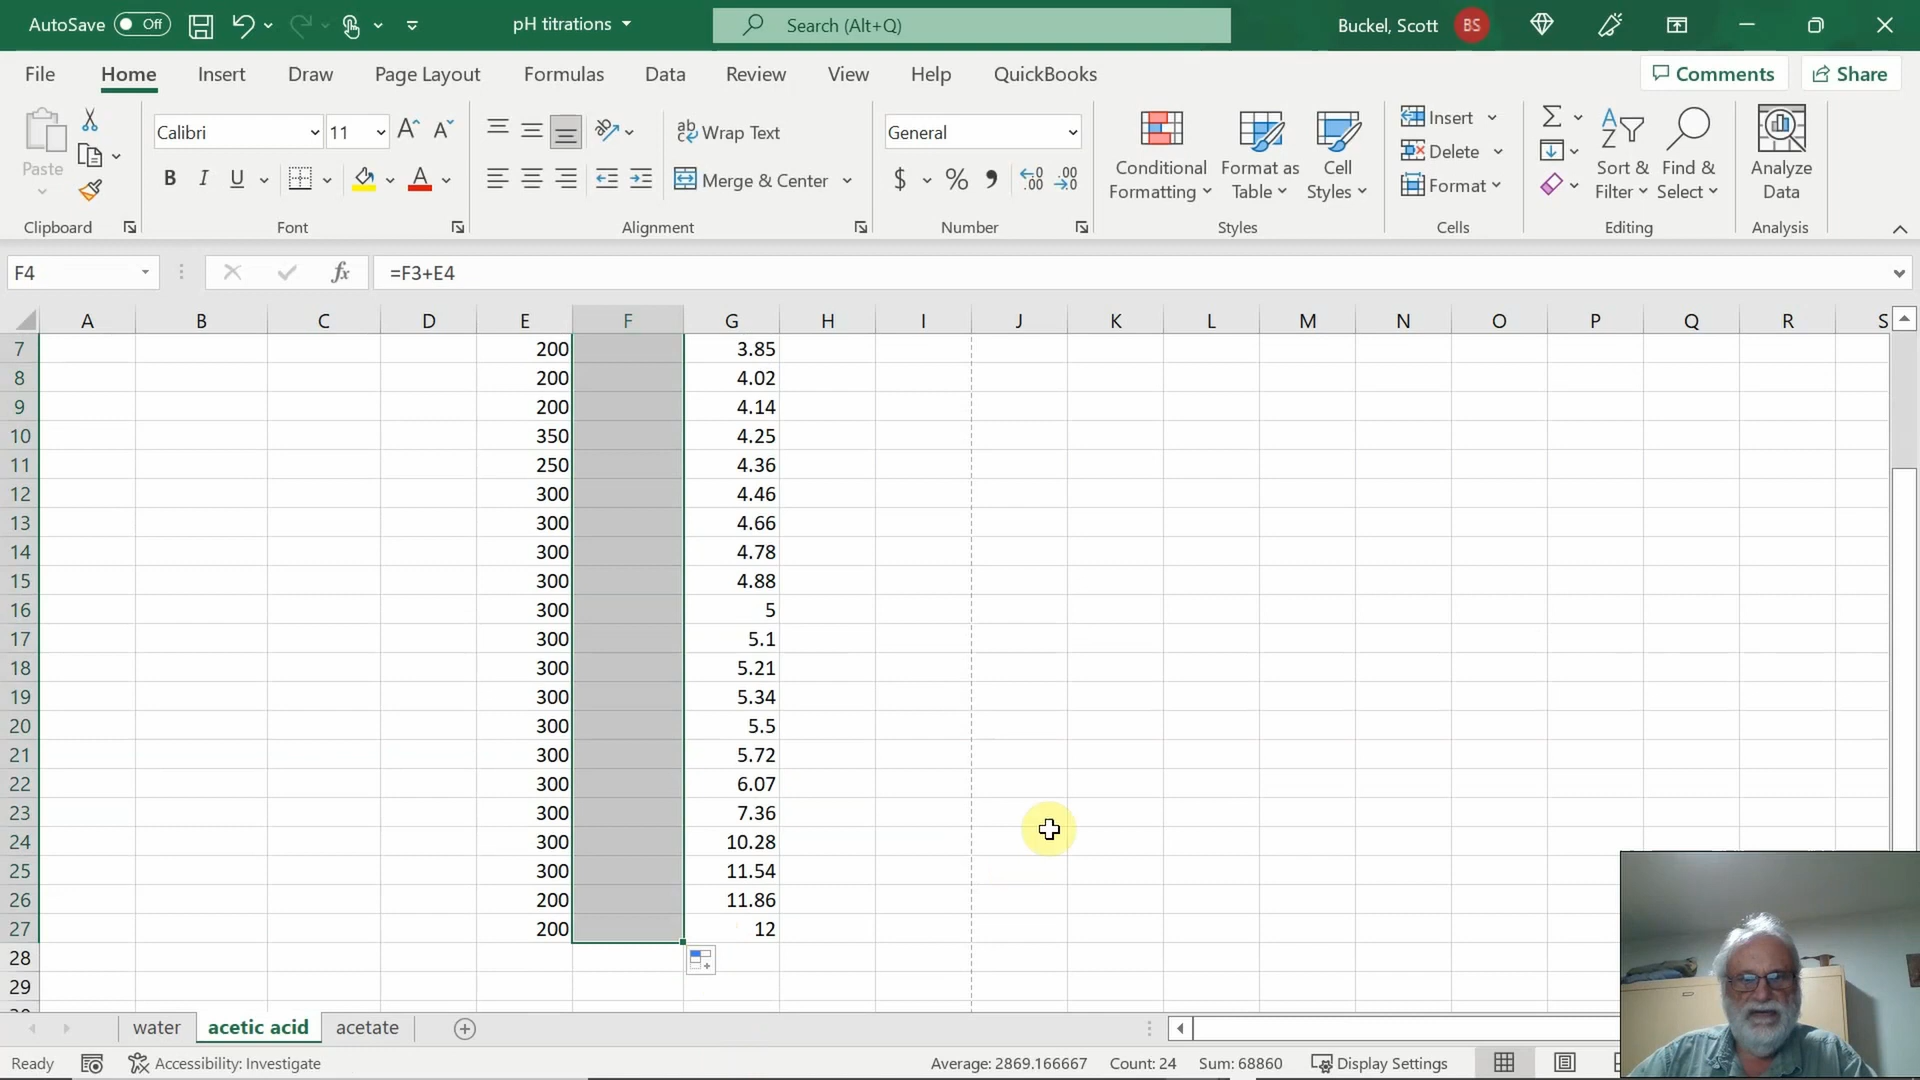 AutoSave Off pH titrations Search (Alt+Q) Buckel, Scott BS
File Home Insert Draw Page Layout Formulas Data Review View Help QuickBooks Comments Share
Paste
Calibri 11
B I U
Wrap Text
Merge & Center
General
$ % 9 .00 .00
Conditional Formatting
Format as Table
Cell Styles
Insert
Delete
Format
Sort & Filter
Find & Select
Analyze Data
Clipboard Font Alignment Number Styles Cells Editing Analysis
F4 fx =F3+E4
A B C D E F G H I J K L M N O P Q R S
7 200 3.85
8 200 4.02
9 200 4.14
10 350 4.25
11 250 4.36
12 300 4.46
13 300 4.66
14 300 4.78
15 300 4.88
16 300 5
17 300 5.1
18 300 5.21
19 300 5.34
20 300 5.5
21 300 5.72
22 300 6.07
23 300 7.36
24 300 10.28
25 300 11.54
26 200 11.86
27 200 12
28
29
water acetic acid acetate
Ready Accessibility: Investigate Average: 2869.166667 Count: 24 Sum: 68860 Display Settings